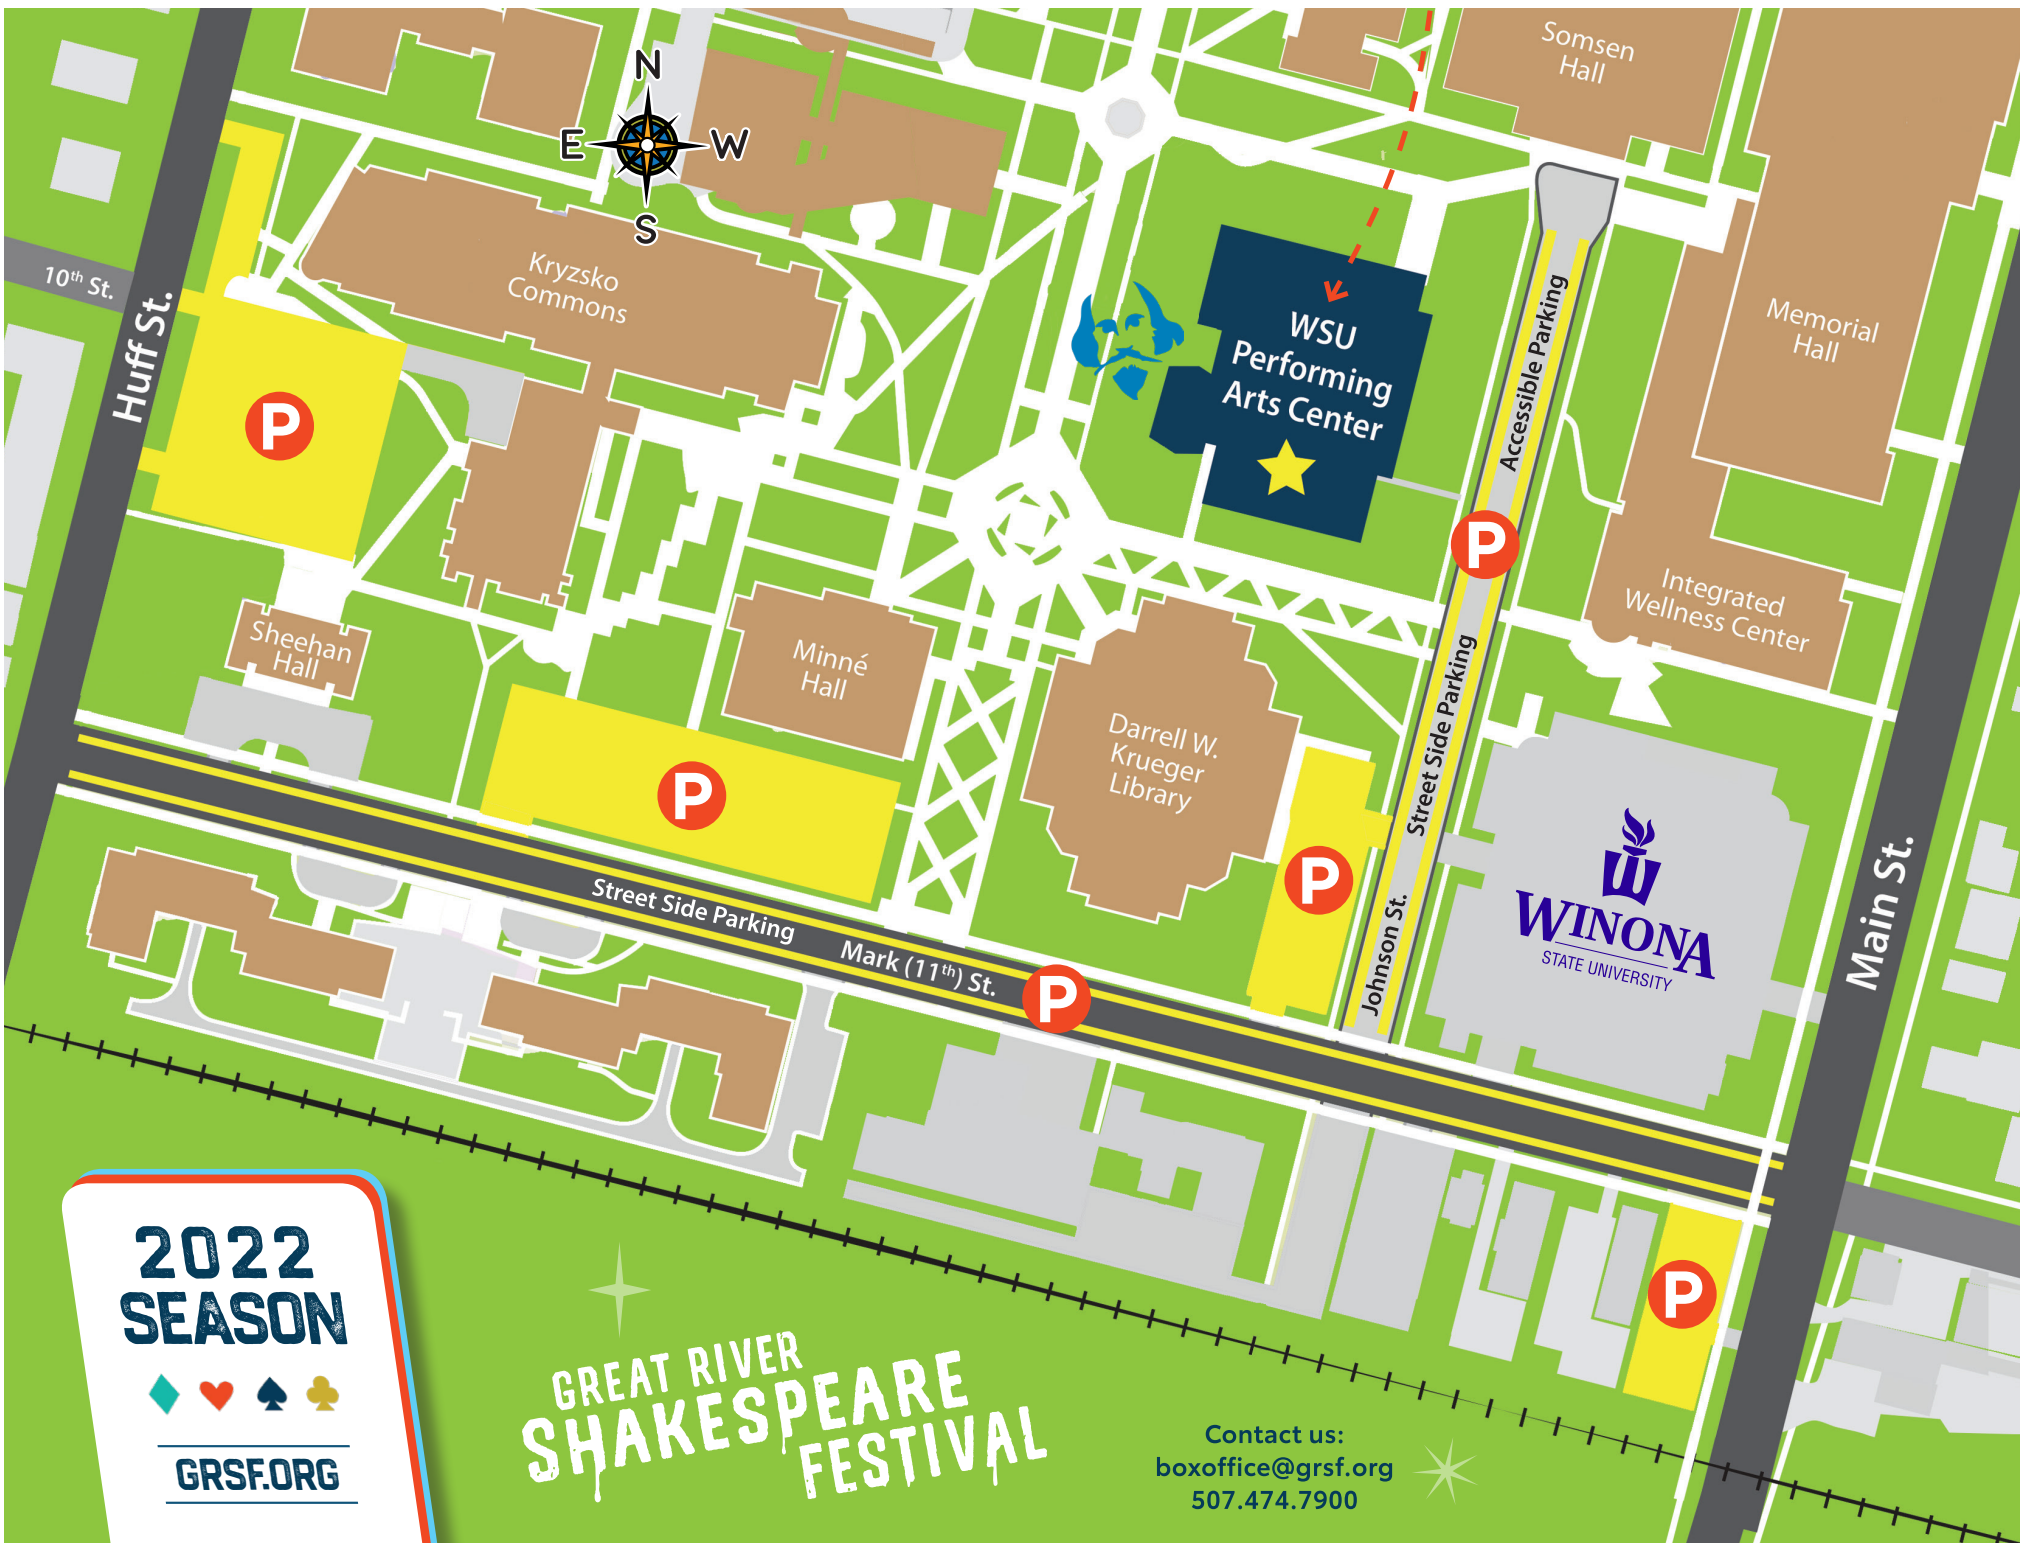 N
E
W
S
Somsen
Hall
10th St.
Huff St.
Kryzsko
Commons
WSU
Performing
Arts Center
Accessible Parking
Memorial
Hall
P
P
Integrated
Wellness Center
Sheehan
Hall
Minné
Hall
Darrell W.
Krueger
Library
Street Side Parking
P
P
Johnson St.
WINONA
STATE UNIVERSITY
Main St.
Street Side Parking
Mark (11th) St.
P
P
2022
SEASON
GRSF.ORG
GREAT RIVER
SHAKESPEARE
FESTIVAL
Contact us:
boxoffice@grsf.org
507.474.7900